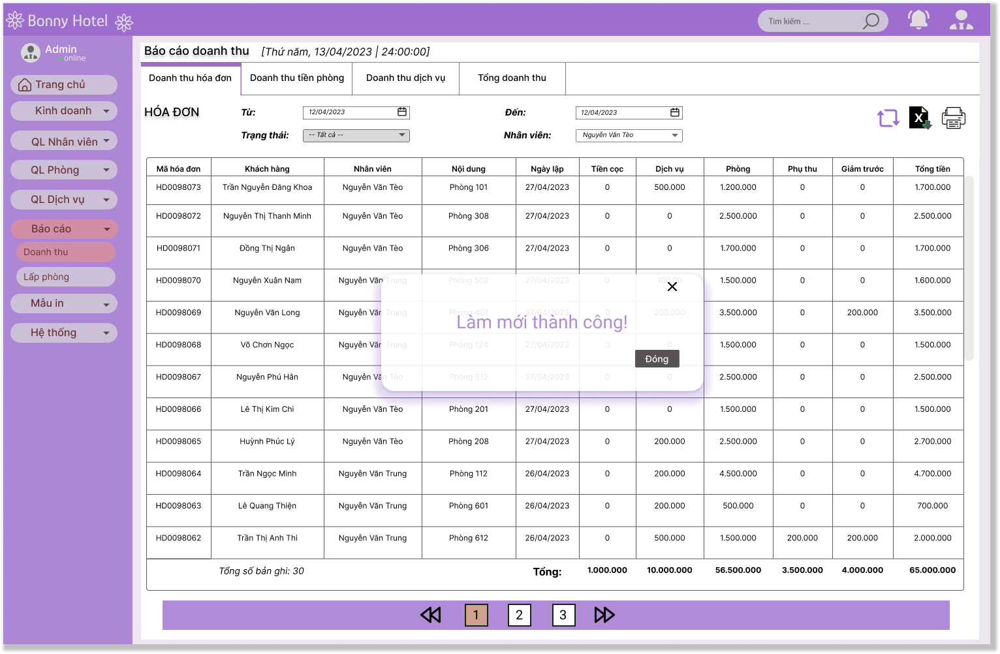 Bonny Hotel
Tìm kiếm ....
Admin
online
Trang chủ
Kinh doanh
QL Nhân viên
QL Phòng
QL Dịch vụ
Báo cáo
Doanh thu
Lấp phòng
Mẫu in
Hệ thống
Báo cáo doanh thu [Thứ năm, 13/04/2023 | 24:00:00]
Doanh thu hóa đơn Doanh thu tiền phòng Doanh thu dịch vụ Tổng doanh thu
HÓA ĐƠN Từ: 12/04/2023 Đến: 12/04/2023
Trạng thái: -- Tất cả -- Nhân viên: Nguyễn Văn Tèo
Mã hóa đơn Khách hàng Nhân viên Nội dung Ngày lập Tiền cọc Dịch vụ Phòng Phụ thu Giảm trước Tổng tiền
HD0098073 Trần Nguyễn Đăng Khoa Nguyễn Văn Tèo Phòng 101 27/04/2023 0 500.000 1.200.000 0 0 1.700.000
HD0098072 Nguyễn Thị Thanh Minh Nguyễn Văn Tèo Phòng 308 27/04/2023 0 0 2.500.000 0 0 2.500.000
HD0098071 Đồng Thị Ngân Nguyễn Văn Tèo Phòng 306 27/04/2023 0 0 1.700.000 0 0 1.700.000
HD0098070 Nguyễn Xuân Nam Nguyễn Văn Trung Phòng 502 27/04/2023 0 100.00 1.500.000 0 0 1.600.000
HD0098069 Nguyễn Văn Long Nguyễn Văn Trung Phòng 401 27/04/2023 0 200.000 3.500.000 0 200.000 3.500.000
HD0098068 Võ Chơn Ngọc Nguyễn Văn Trung Phòng 124 27/04/2023 0 0 1.500.000 0 0 1.500.000
HD0098067 Nguyễn Phú Hân Nguyễn Văn Tèo Phòng 512 27/04/2023 0 0 2.500.000 0 0 2.500.000
HD0098066 Lê Thị Kim Chi Nguyễn Văn Tèo Phòng 201 27/04/2023 0 0 1.500.000 0 0 1.500.000
HD0098065 Huỳnh Phúc Lý Nguyễn Văn Tèo Phòng 208 27/04/2023 0 200.000 2.500.000 0 0 2.700.000
HD0098064 Trần Ngọc Minh Nguyễn Văn Trung Phòng 112 26/04/2023 0 200.000 4.500.000 0 0 4.700.000
HD0098063 Lê Quang Thiện Nguyễn Văn Trung Phòng 601 26/04/2023 0 200.000 500.000 0 0 700.000
HD0098062 Trần Thị Anh Thi Nguyễn Văn Trung Phòng 612 26/04/2023 0 500.000 1.500.000 200.000 200.000 2.000.000
Tổng số bản ghi: 30 Tổng: 1.000.000 10.000.000 56.500.000 3.500.000 4.000.000 65.000.000
Làm mới thành công!
Đóng
1 2 3